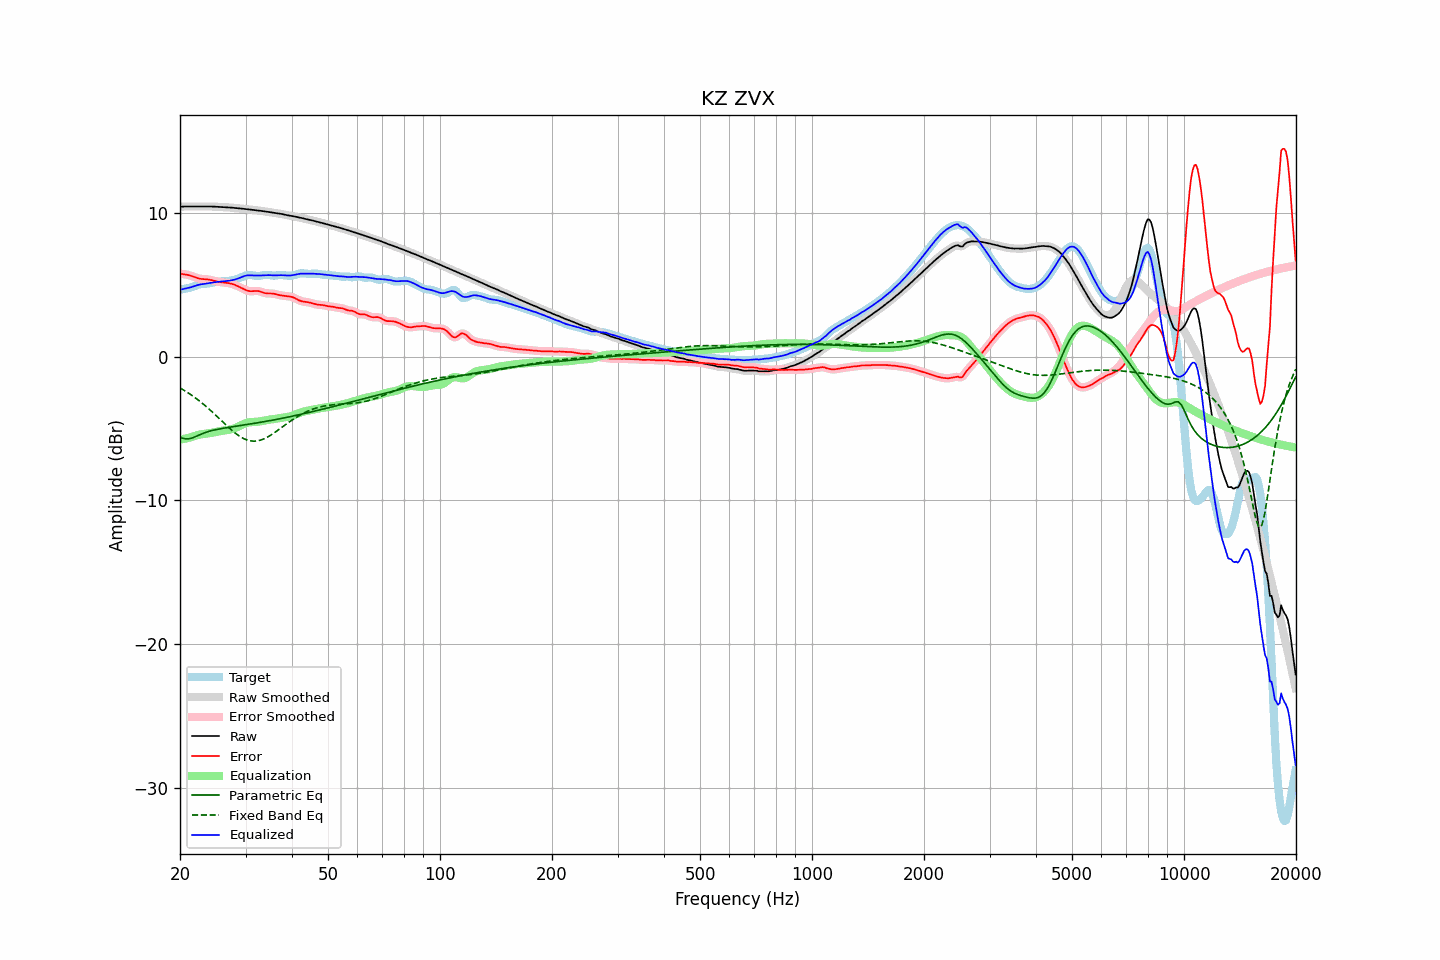 KZ ZVX
Amplitude (dBr)
10
0
−10
−20
−30
Target
Raw Smoothed
Error Smoothed
Raw
Error
Equalization
Parametric Eq
Fixed Band Eq
Equalized
20 50 100 200 500 1000 2000 5000 10000 20000
Frequency (Hz)